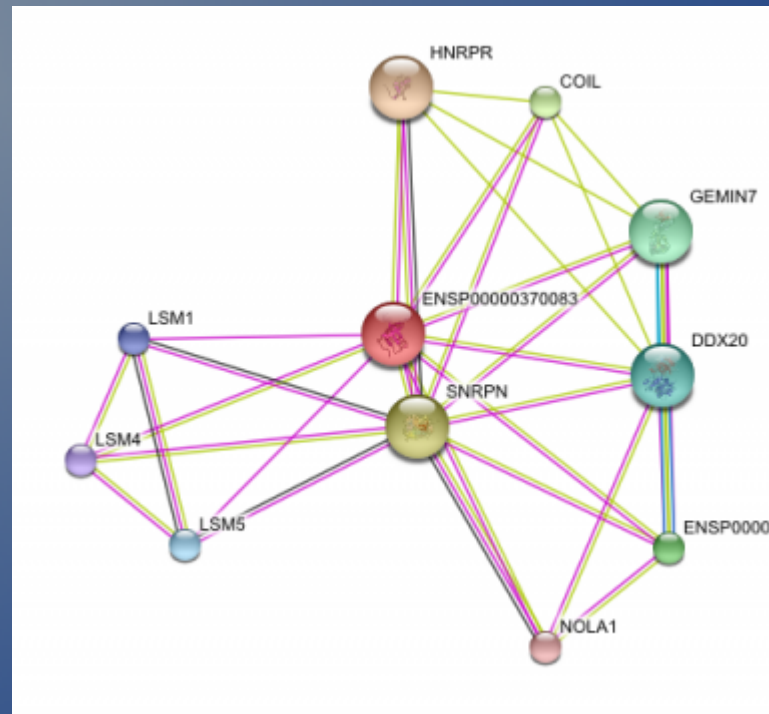 HNRPR
COIL
GEMIN7
ENSP00000370083
LSM1
DDX20
SNRPN
LSM4
LSM5
ENSP0000
NOLA1